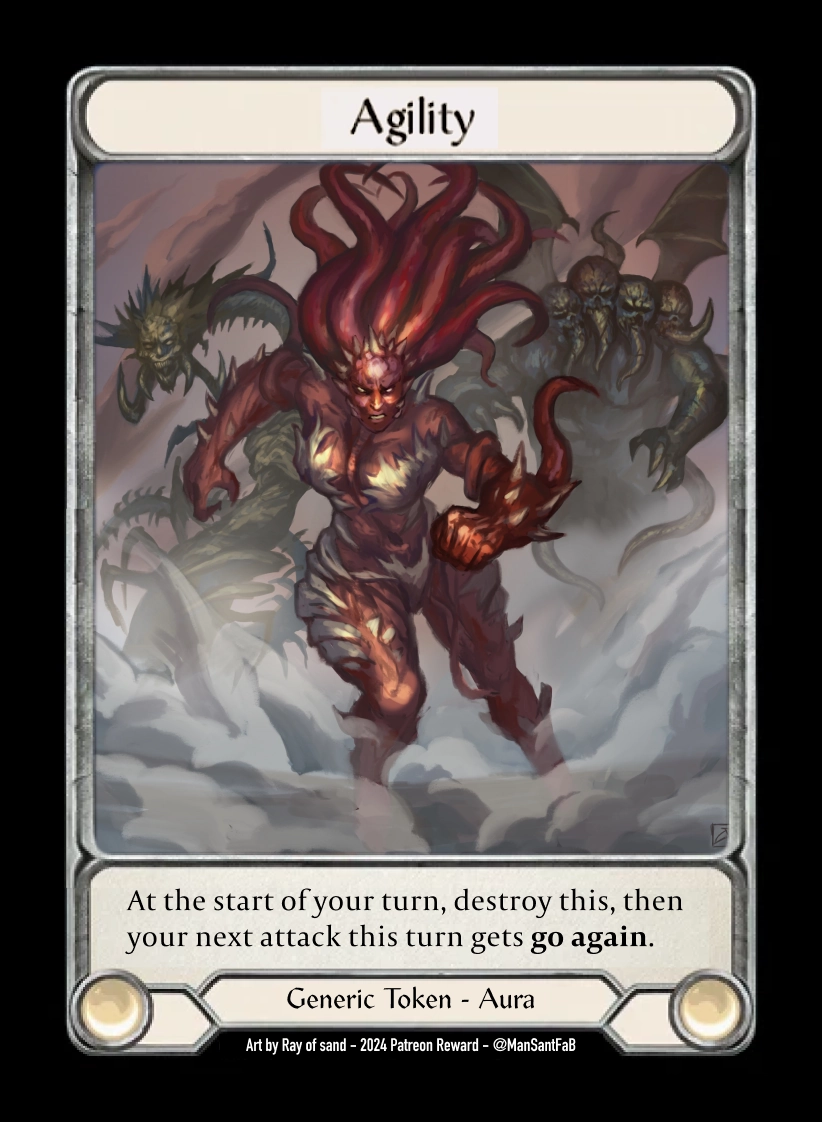 Agility
At the start of your turn, destroy this, then
your next attack this turn gets go again.
Generic Token - Aura
Art by Ray of sand - 2024 Patreon Reward - @ManSantFaB